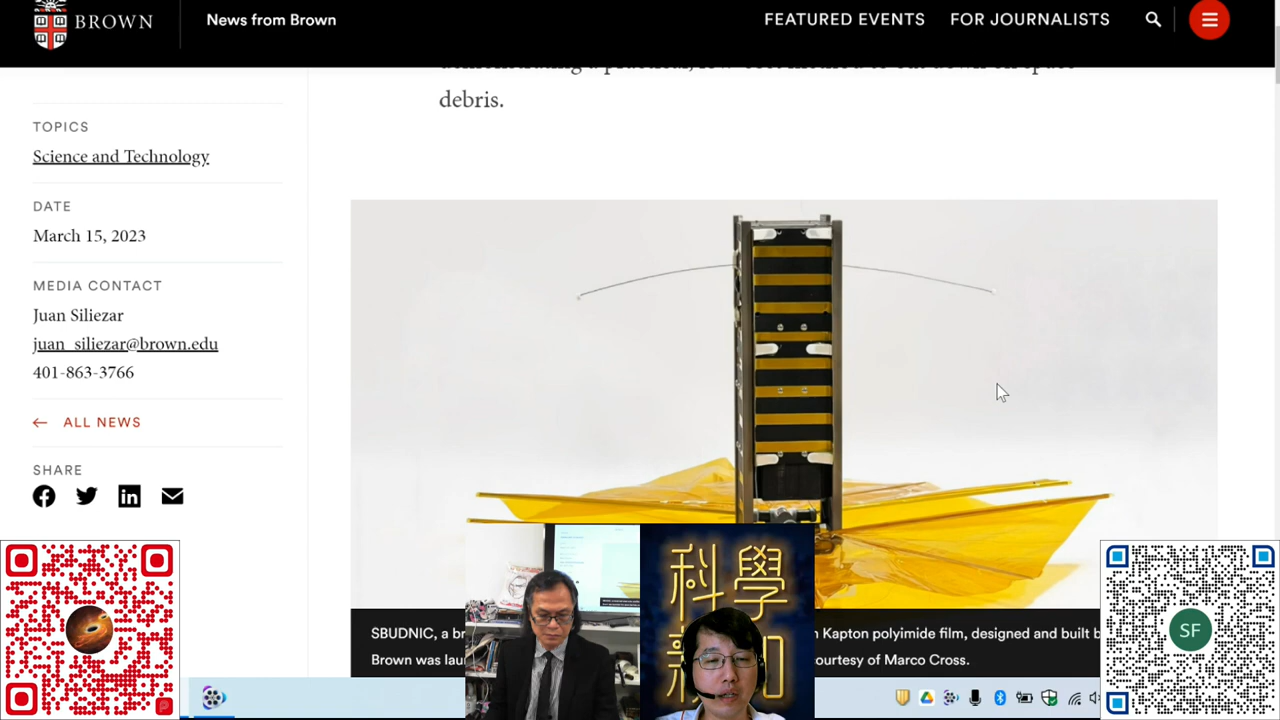 BROWN
News from Brown
FEATURED EVENTS
FOR JOURNALISTS
debris.
TOPICS
Science and Technology
DATE
March 15, 2023
MEDIA CONTACT
Juan Siliezar
juan_siliezar@brown.edu
401-863-3766
← ALL NEWS
SHARE
科學
新知
SBUDNIC, a br
n Kapton polyimide film, designed and built b
Brown was lau
ourtesy of Marco Cross.
SF